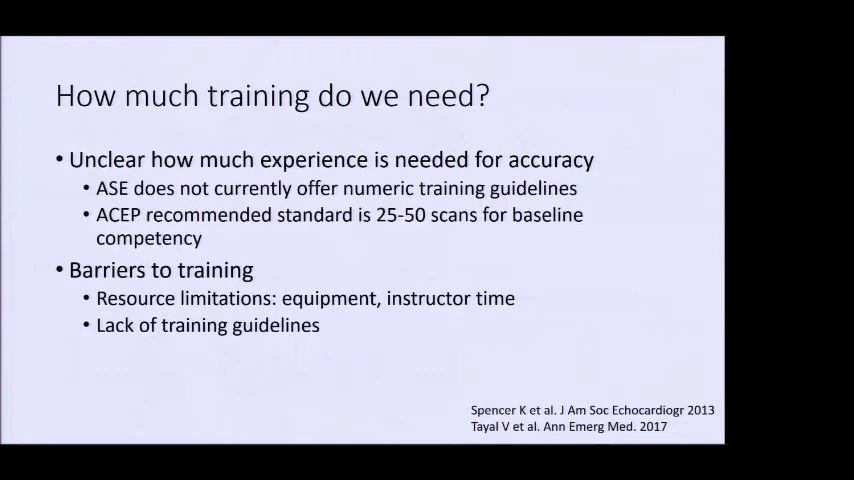 How much training do we need?
• Unclear how much experience is needed for accuracy
• ASE does not currently offer numeric training guidelines
• ACEP recommended standard is 25-50 scans for baseline
competency
• Barriers to training
• Resource limitations: equipment, instructor time
• Lack of training guidelines
Spencer K et al. J Am Soc Echocardiogr 2013
Tayal V et al. Ann Emerg Med. 2017